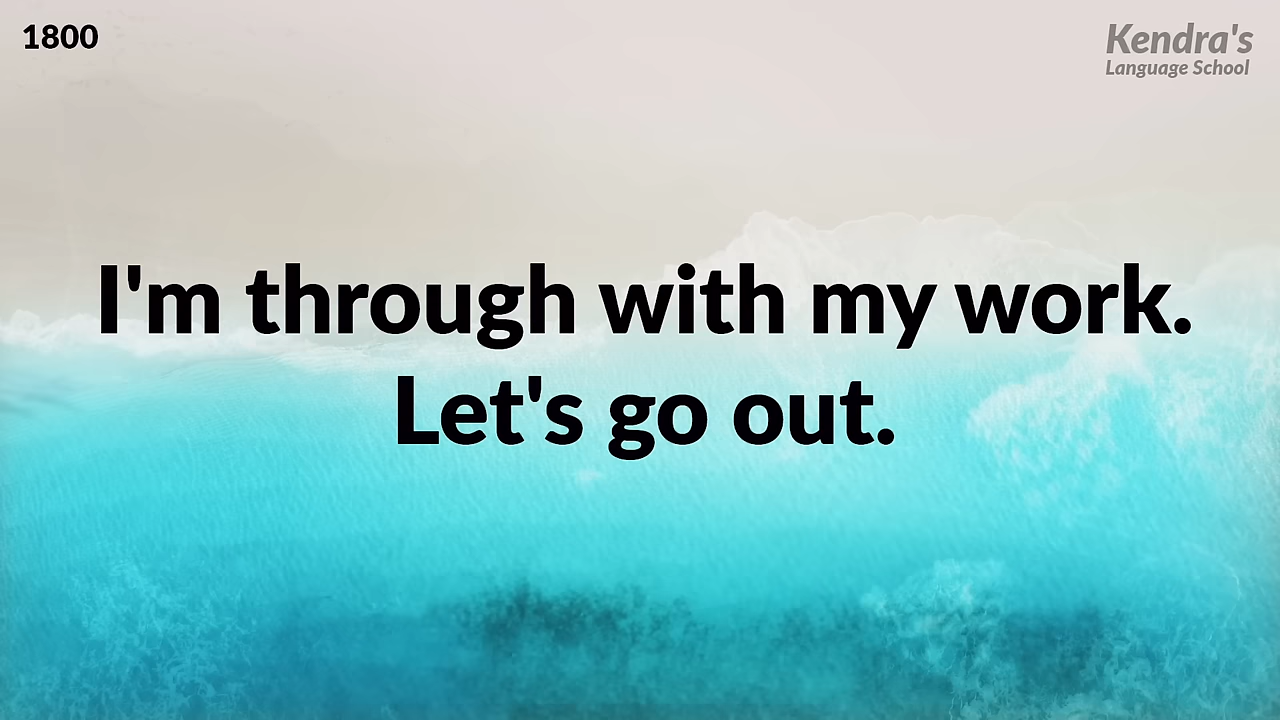 1800
Kendra's
Language School
I'm through with my work.
Let's go out.